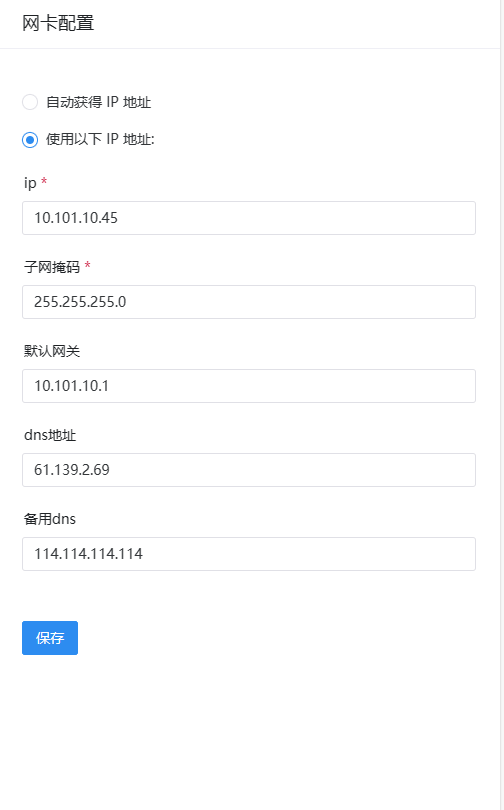 网卡配置
自动获得 IP 地址
使用以下 IP 地址:
ip *
10.101.10.45
子网掩码 *
255.255.255.0
默认网关
10.101.10.1
dns地址
61.139.2.69
备用dns
114.114.114.114
保存